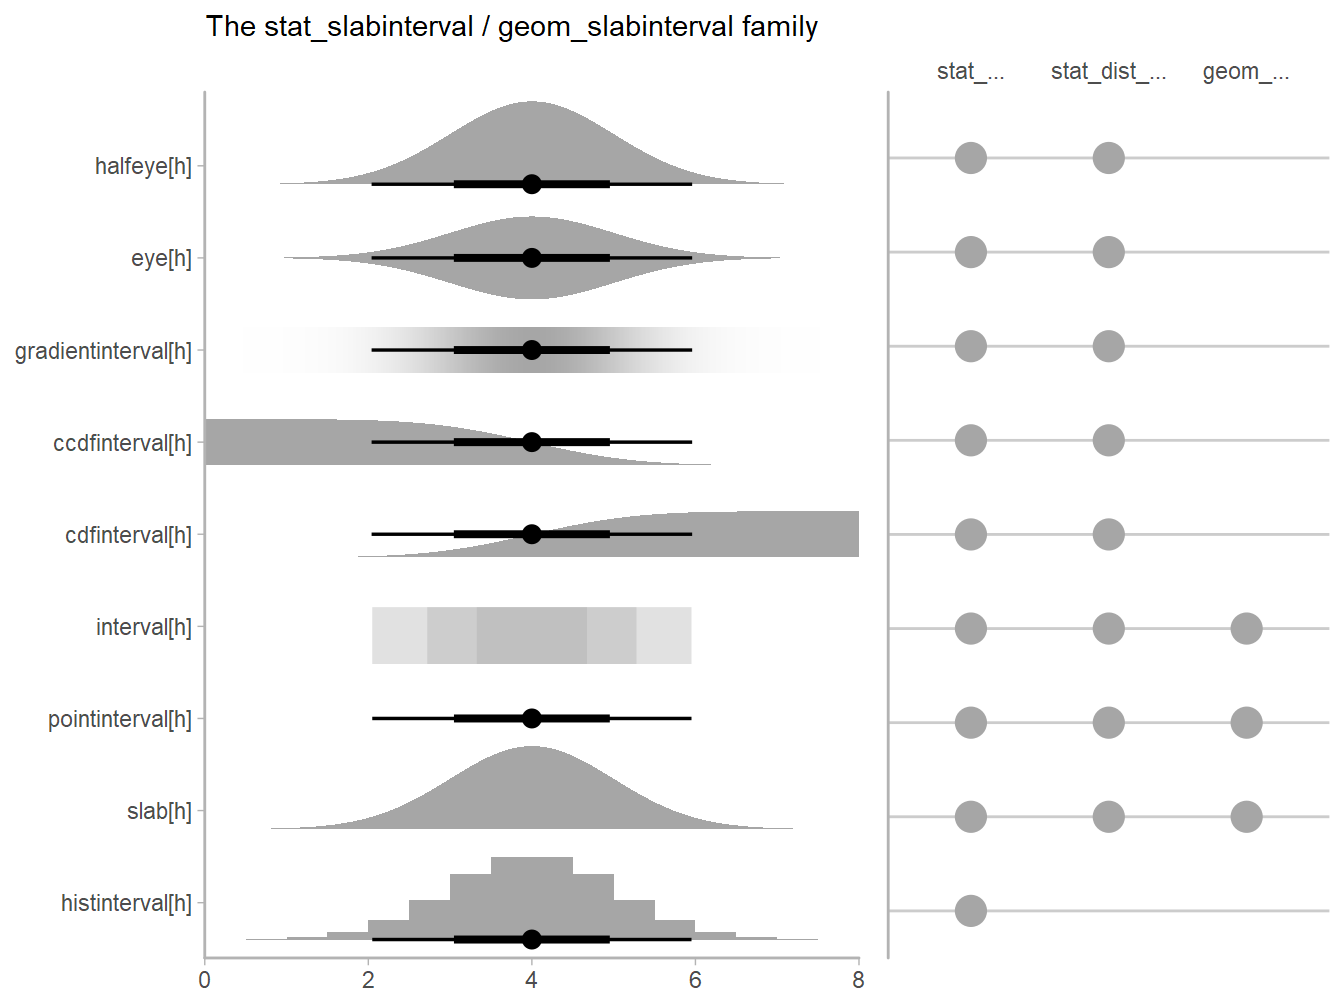 The stat_slabinterval / geom_slabinterval family
stat_... stat_dist_... geom_...
halfeye[h]
eye[h]
gradientinterval[h]
ccdfinterval[h]
cdfinterval[h]
interval[h]
pointinterval[h]
slab[h]
histinterval[h]
0 2 4 6 8